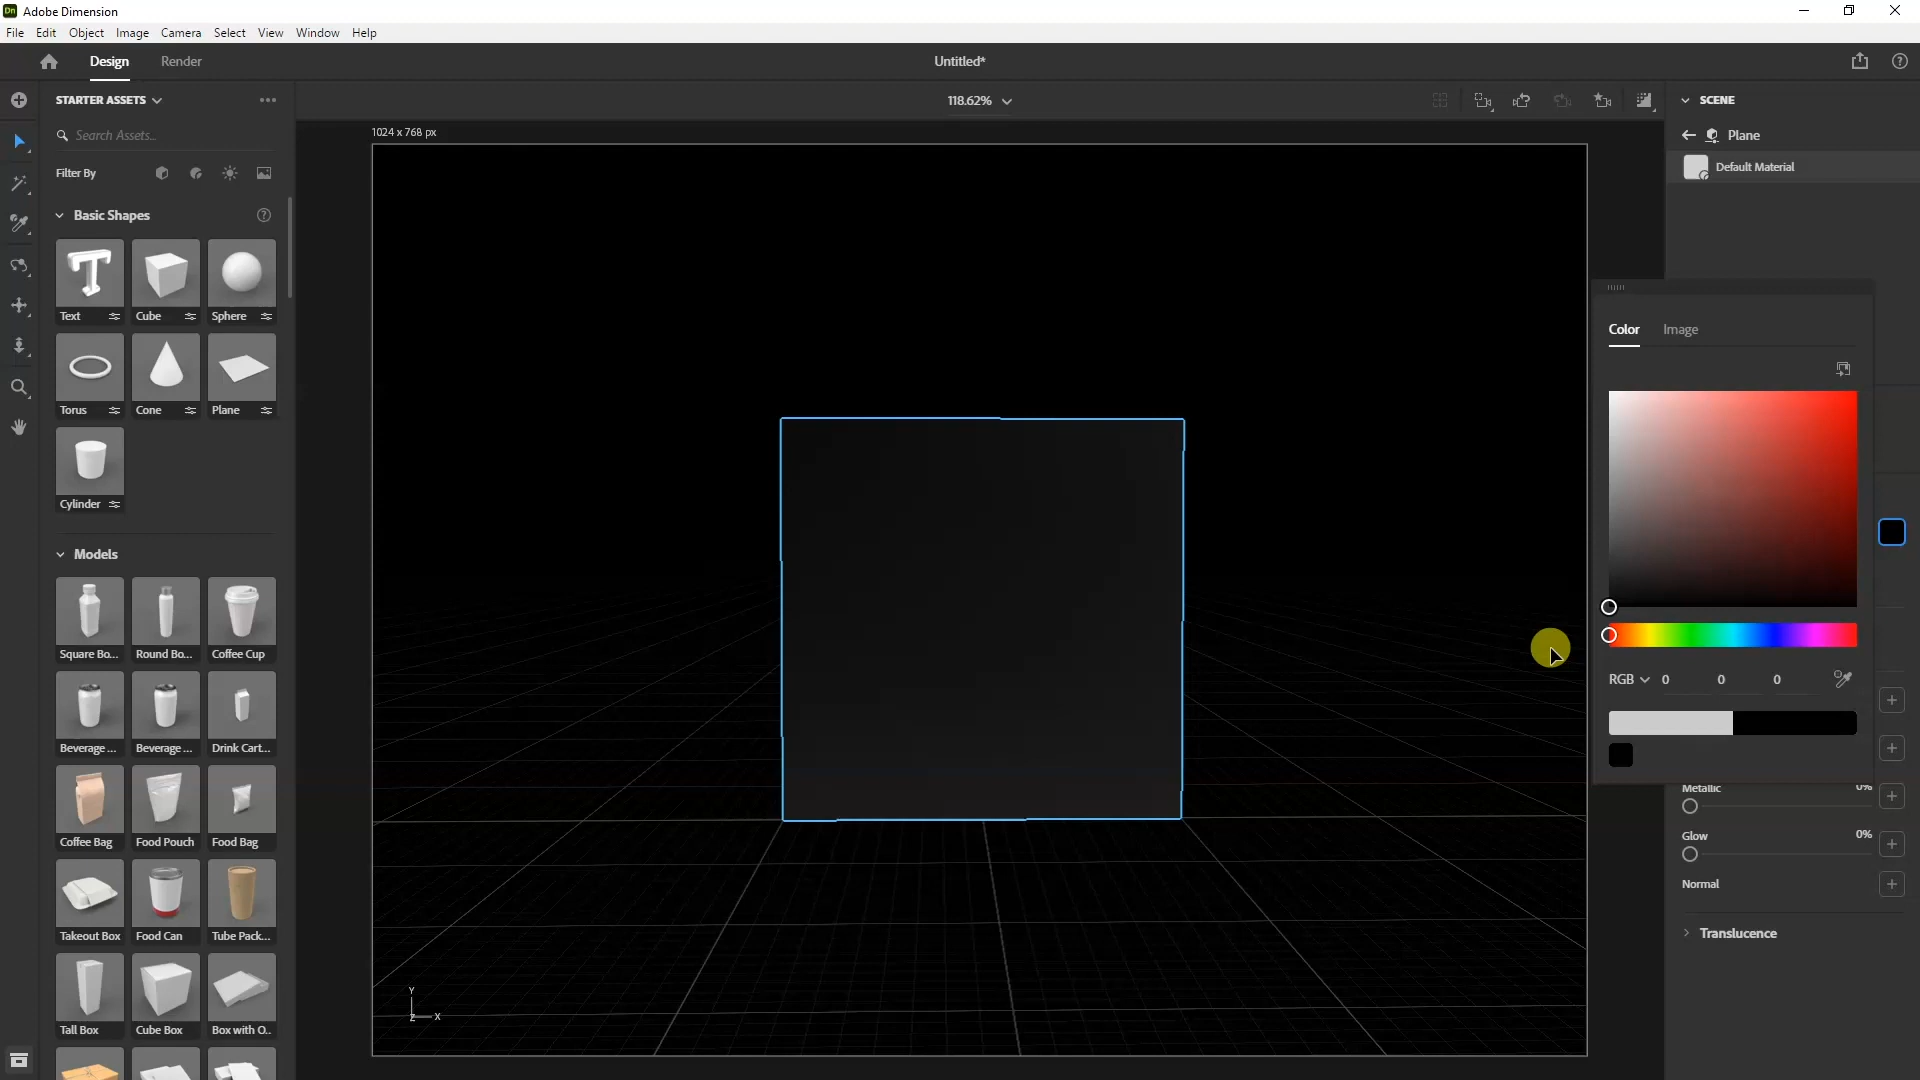 Dn Adobe Dimension
File Edit Object Image Camera Select View Window Help
Design Render Untitled*
STARTER ASSETS
118.62%
SCENE
1024 x 768 px
Search Assets...
Plane
Filter By
Default Material
Basic Shapes
Text Cube Sphere
Color Image
Torus Cone Plane
Cylinder
Models
Square Bo... Round Bo... Coffee Cup
RGB 0 0 0
Beverage ... Beverage ... Drink Cart...
Metallic 0%
Coffee Bag Food Pouch Food Bag
Glow 0%
Normal
Takeout Box Food Can Tube Pack...
Translucence
Y
Z X
Tall Box Cube Box Box with O..